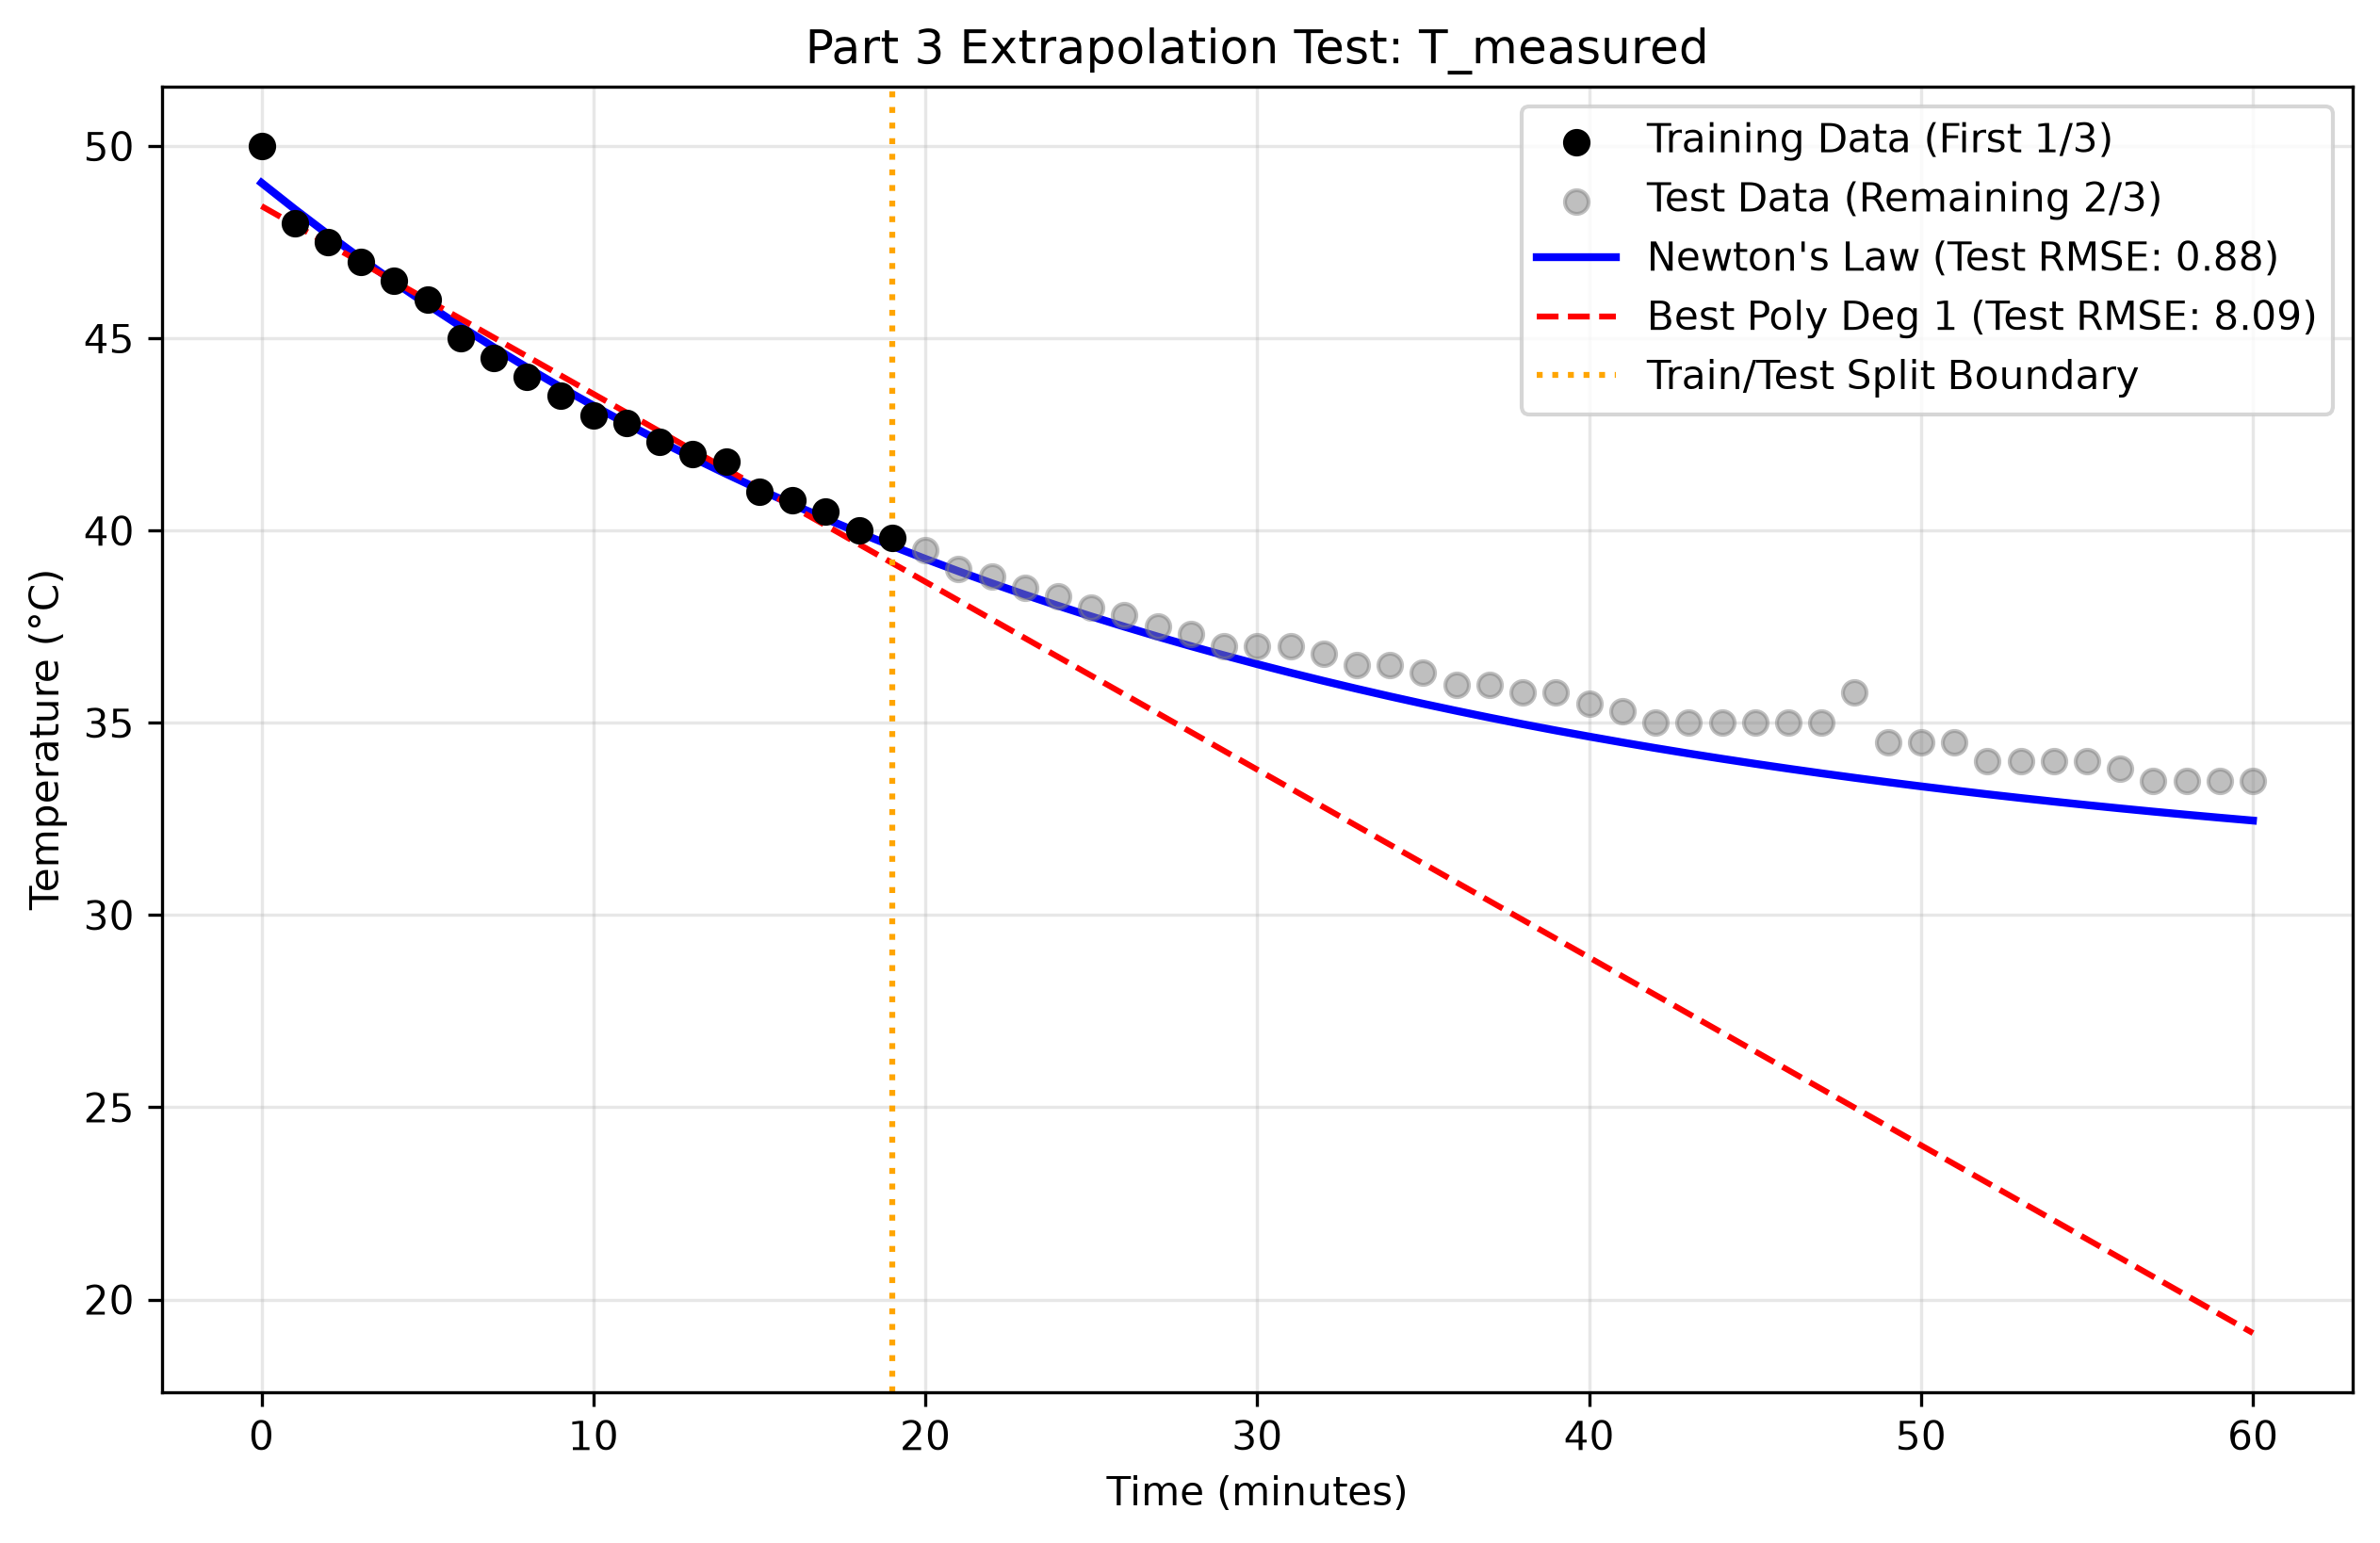 Part 3 Extrapolation Test: T_measured
Training Data (First 1/3)
Test Data (Remaining 2/3)
Newton's Law (Test RMSE: 0.88)
Best Poly Deg 1 (Test RMSE: 8.09)
Train/Test Split Boundary
Temperature (°C)
50
45
40
35
30
25
20
0 10 20 30 40 50 60
Time (minutes)